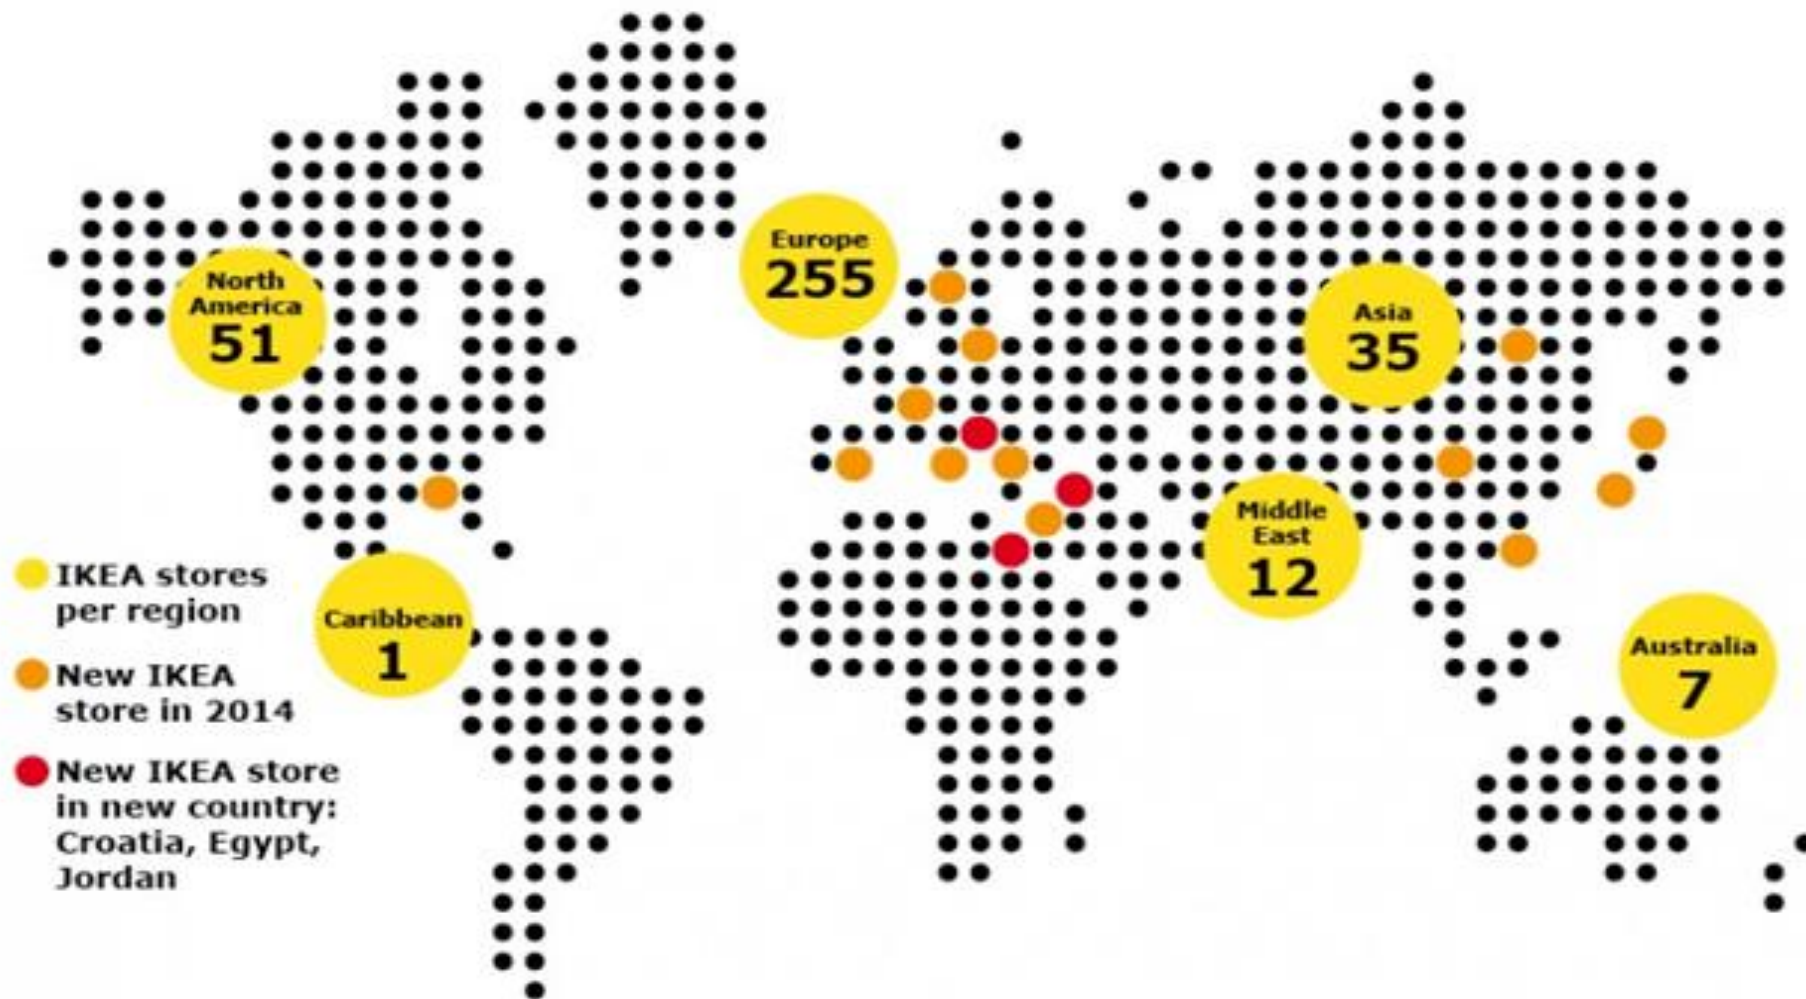 Europe
255
North
America
51
Asia
35
Middle
East
12
Caribbean
1
Australia
7
IKEA stores
per region
New IKEA
store in 2014
New IKEA store
in new country:
Croatia, Egypt,
Jordan